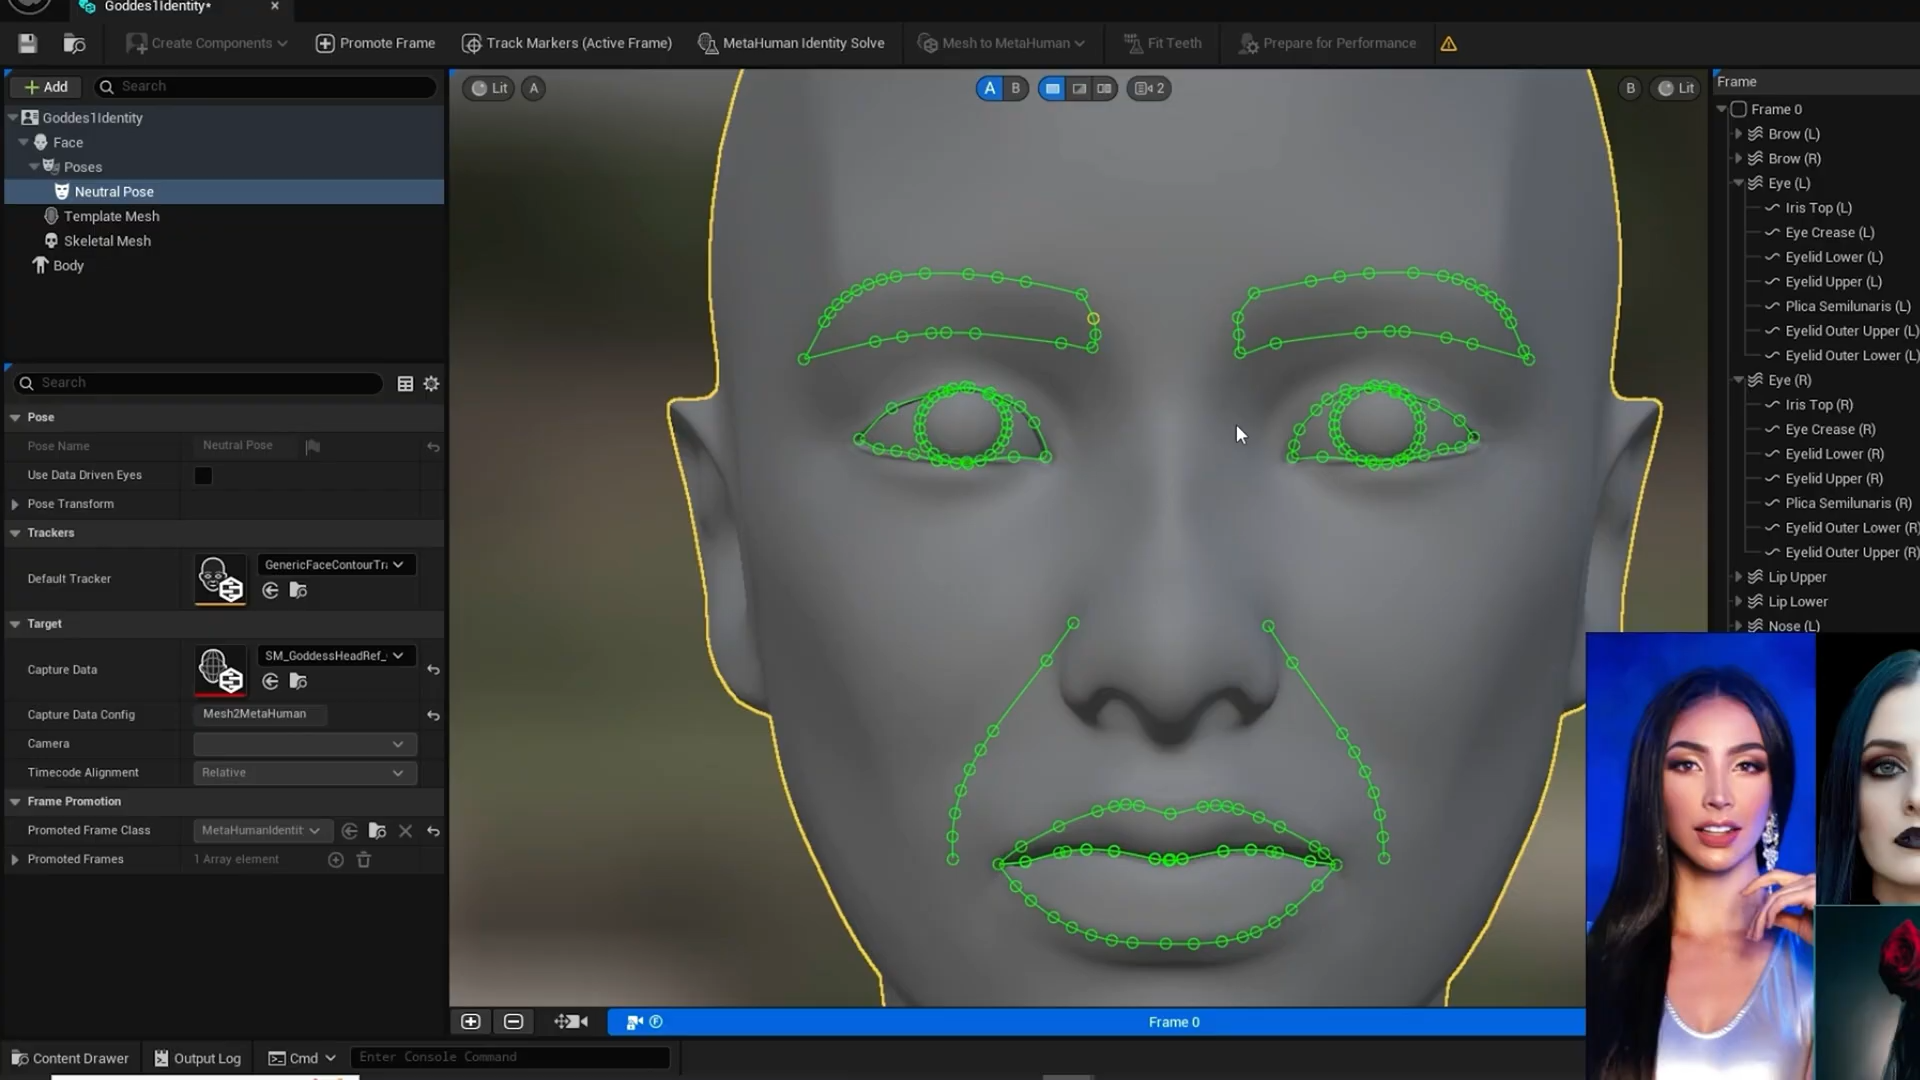 Goddes1Identity*
Create Components
Promote Frame
Track Markers (Active Frame)
MetaHuman Identity Solve
Mesh to MetaHuman
Fit Teeth
Prepare for Performance
Add
Search
Goddes1Identity
Face
Poses
Neutral Pose
Template Mesh
Skeletal Mesh
Body
Search
Pose
Pose Name
Neutral Pose
Use Data Driven Eyes
Pose Transform
Trackers
Default Tracker
GenericFaceContourTr
Target
Capture Data
SM_GoddessHeadRef_
Capture Data Config
Mesh2MetaHuman
Camera
Timecode Alignment
Relative
Frame Promotion
Promoted Frame Class
MetaHumanIdentit
Promoted Frames
1 Array element
Lit
A
A
B
2
B
Lit
Frame 0
Frame
Frame 0
Brow (L)
Brow (R)
Eye (L)
Iris Top (L)
Eye Crease (L)
Eyelid Lower (L)
Eyelid Upper (L)
Plica Semilunaris (L)
Eyelid Outer Upper (L)
Eyelid Outer Lower (L)
Eye (R)
Iris Top (R)
Eye Crease (R)
Eyelid Lower (R)
Eyelid Upper (R)
Plica Semilunaris (R)
Eyelid Outer Lower (R)
Eyelid Outer Upper (R)
Lip Upper
Lip Lower
Nose (L)
Content Drawer
Output Log
Cmd
Enter Console Command